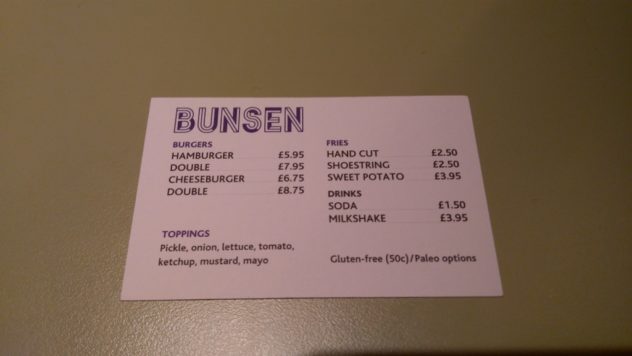 BUNSEN
BURGERS
HAMBURGER £5.95
DOUBLE £7.95
CHEESEBURGER £6.75
DOUBLE £8.75
TOPPINGS
Pickle, onion, lettuce, tomato,
ketchup, mustard, mayo
FRIES
HAND CUT £2.50
SHOESTRING £2.50
SWEET POTATO £3.95
DRINKS
SODA £1.50
MILKSHAKE £3.95
Gluten-free (50c)/Paleo options